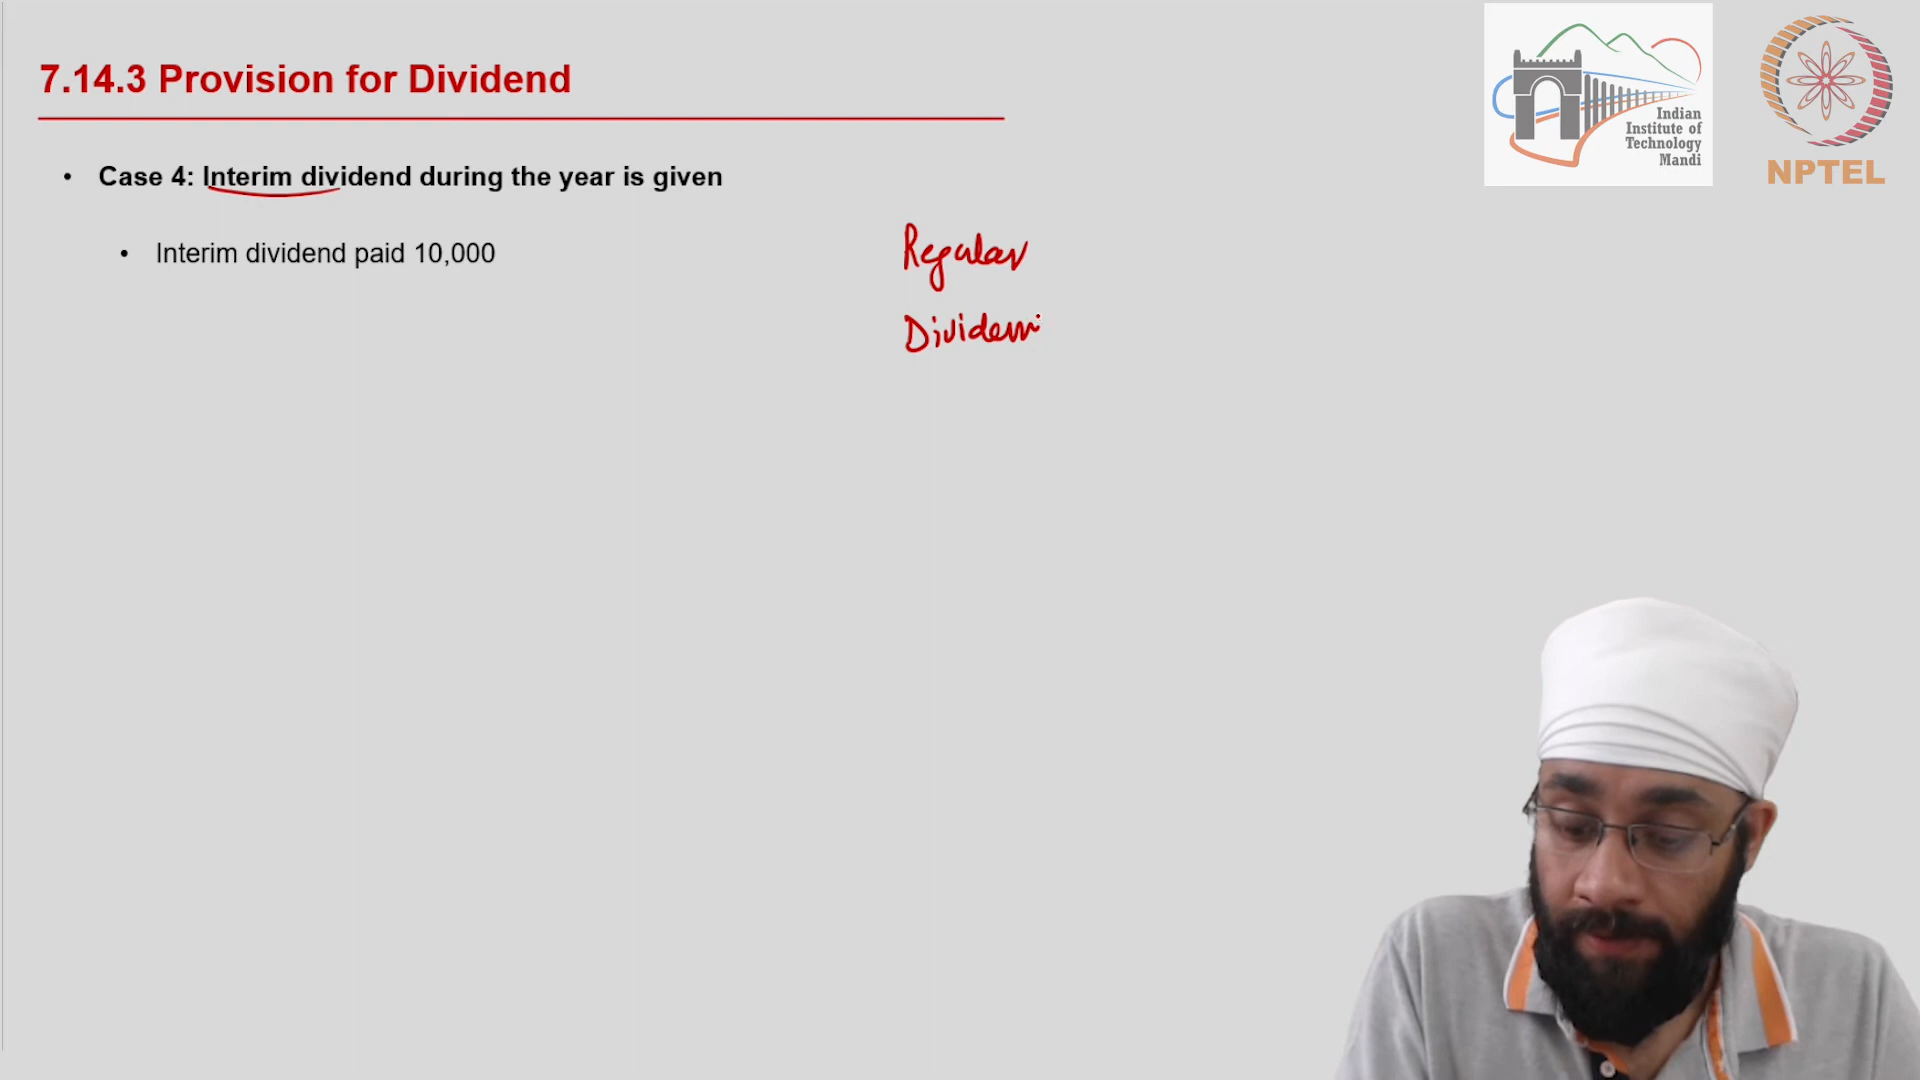 7.14.3 Provision for Dividend
• Case 4: Interim dividend during the year is given
• Interim dividend paid 10,000
Regular
Dividen
Indian
Institute of
Technology
Mandi
NPTEL